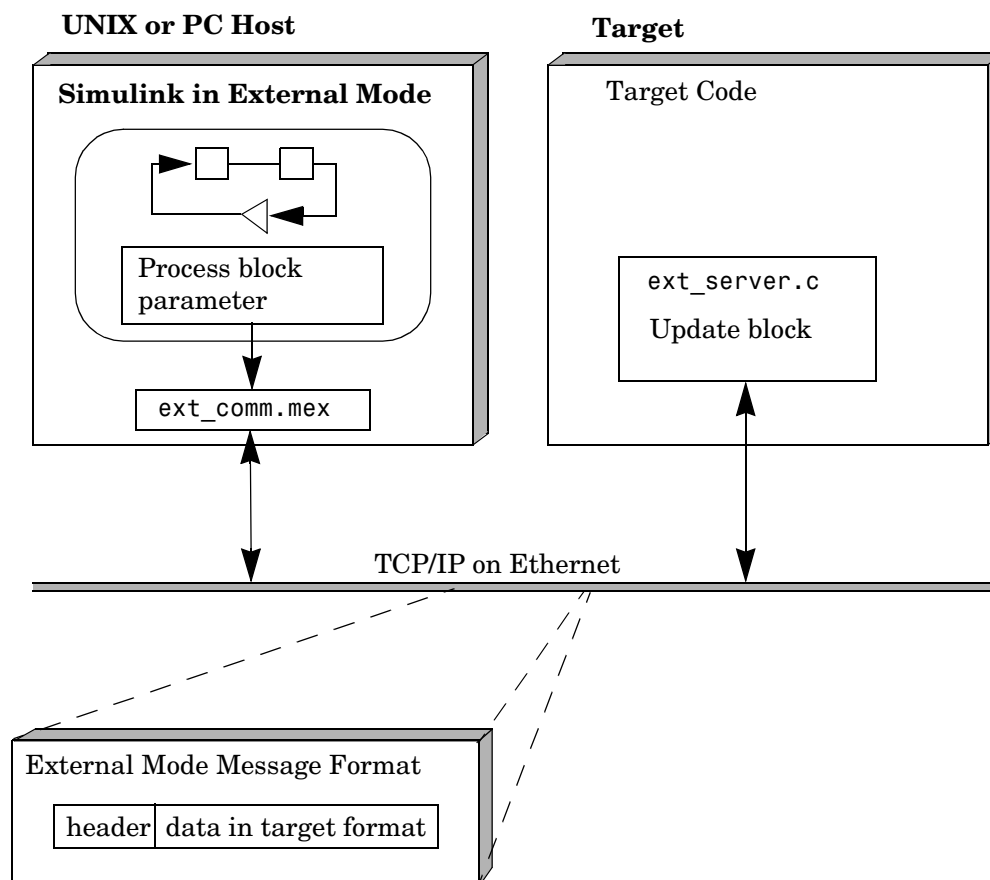 UNIX or PC Host
Target
Simulink in External Mode
Target Code
Process block
parameter
ext_comm.mex
ext_server.c
Update block
TCP/IP on Ethernet
External Mode Message Format
header data in target format